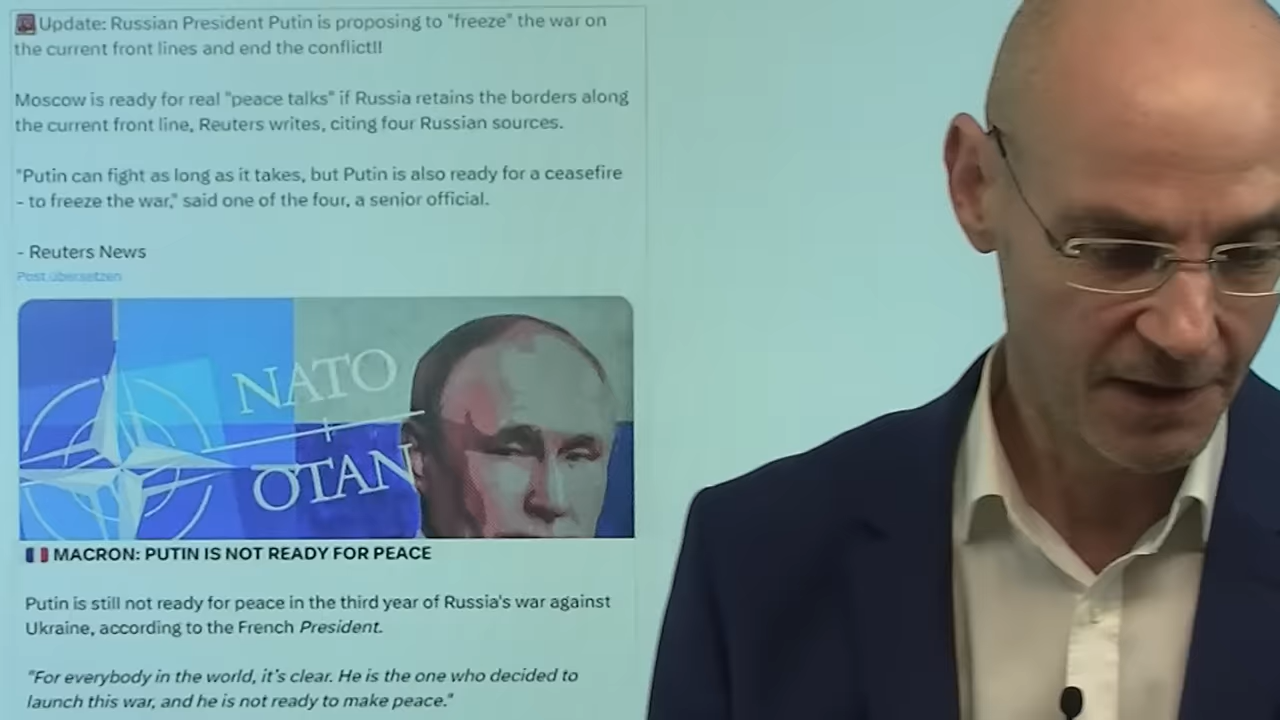 Update: Russian President Putin is proposing to "freeze" the war on
the current front lines and end the conflict!!
Moscow is ready for real "peace talks" if Russia retains the borders along
the current front line, Reuters writes, citing four Russian sources.
"Putin can fight as long as it takes, but Putin is also ready for a ceasefire
- to freeze the war," said one of the four, a senior official.
- Reuters News
Post übersetzen
NATO
OTAN
MACRON: PUTIN IS NOT READY FOR PEACE
Putin is still not ready for peace in the third year of Russia's war against
Ukraine, according to the French President.
"For everybody in the world, it's clear. He is the one who decided to
launch this war, and he is not ready to make peace."